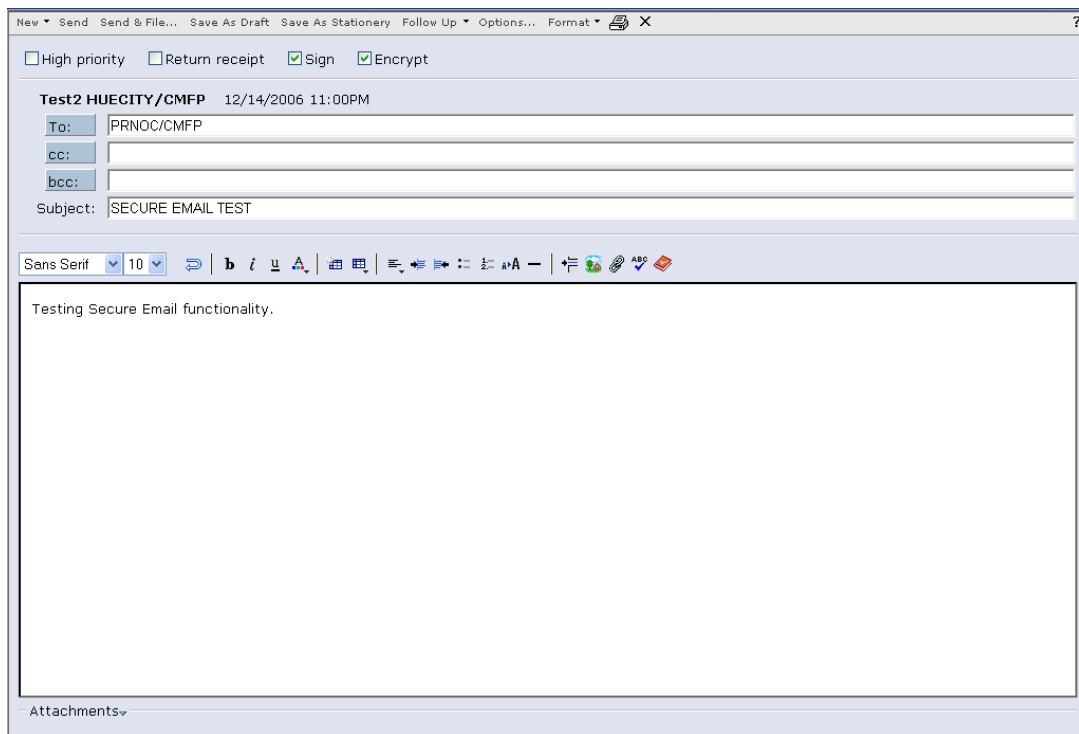 New Send Send & File... Save As Draft Save As Stationery Follow Up Options... Format X ?
High priority Return receipt Sign Encrypt
Test2 HUECITY/CMFP 12/14/2006 11:00PM
To: PRNOC/CMFP
cc:
bcc:
Subject: SECURE EMAIL TEST
Sans Serif 10 b i u A A ABC
Testing Secure Email functionality.
Attachments